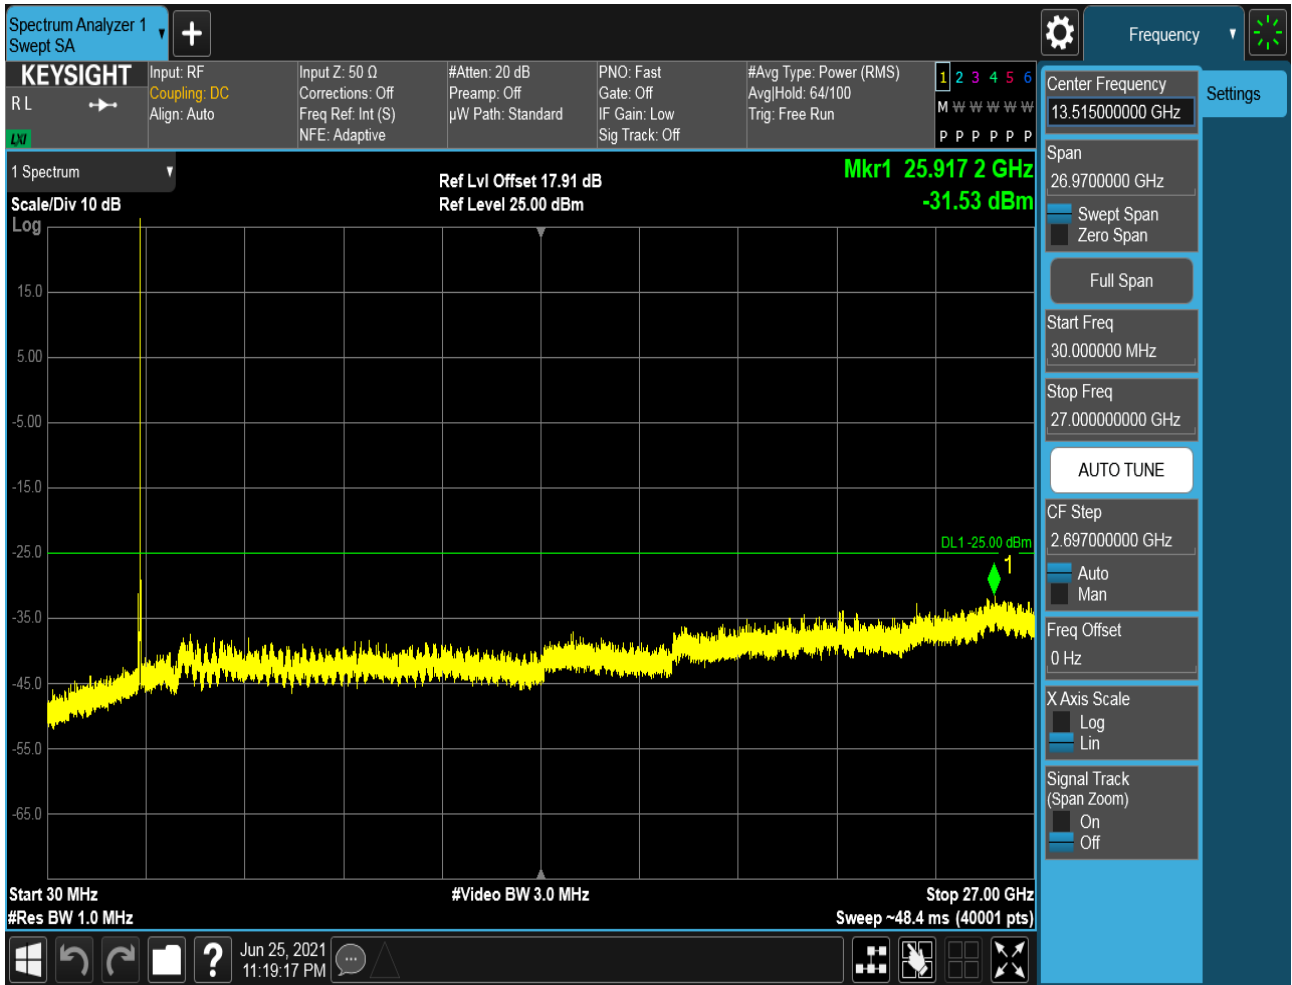 Spectrum Analyzer 1
Swept SA
Frequency
KEYSIGHT
R L
LXI
Input: RF
Coupling: DC
Align: Auto
Input Z: 50 Ω
Corrections: Off
Freq Ref: Int (S)
NFE: Adaptive
#Atten: 20 dB
Preamp: Off
µW Path: Standard
PNO: Fast
Gate: Off
IF Gain: Low
Sig Track: Off
#Avg Type: Power (RMS)
Avg|Hold: 64/100
Trig: Free Run
1 2 3 4 5 6
M W W W W W
P P P P P P
1 Spectrum
Scale/Div 10 dB
Log
Ref Lvl Offset 17.91 dB
Ref Level 25.00 dBm
Mkr1 25.917 2 GHz
-31.53 dBm
15.0
5.00
-5.00
-15.0
-25.0
-35.0
-45.0
-55.0
-65.0
DL1 -25.00 dBm
1
Start 30 MHz
#Res BW 1.0 MHz
#Video BW 3.0 MHz
Stop 27.00 GHz
Sweep ~48.4 ms (40001 pts)
Center Frequency
13.515000000 GHz
Settings
Span
26.9700000 GHz
Swept Span
Zero Span
Full Span
Start Freq
30.000000 MHz
Stop Freq
27.000000000 GHz
AUTO TUNE
CF Step
2.697000000 GHz
Auto
Man
Freq Offset
0 Hz
X Axis Scale
Log
Lin
Signal Track
(Span Zoom)
On
Off
?
Jun 25, 2021
11:19:17 PM